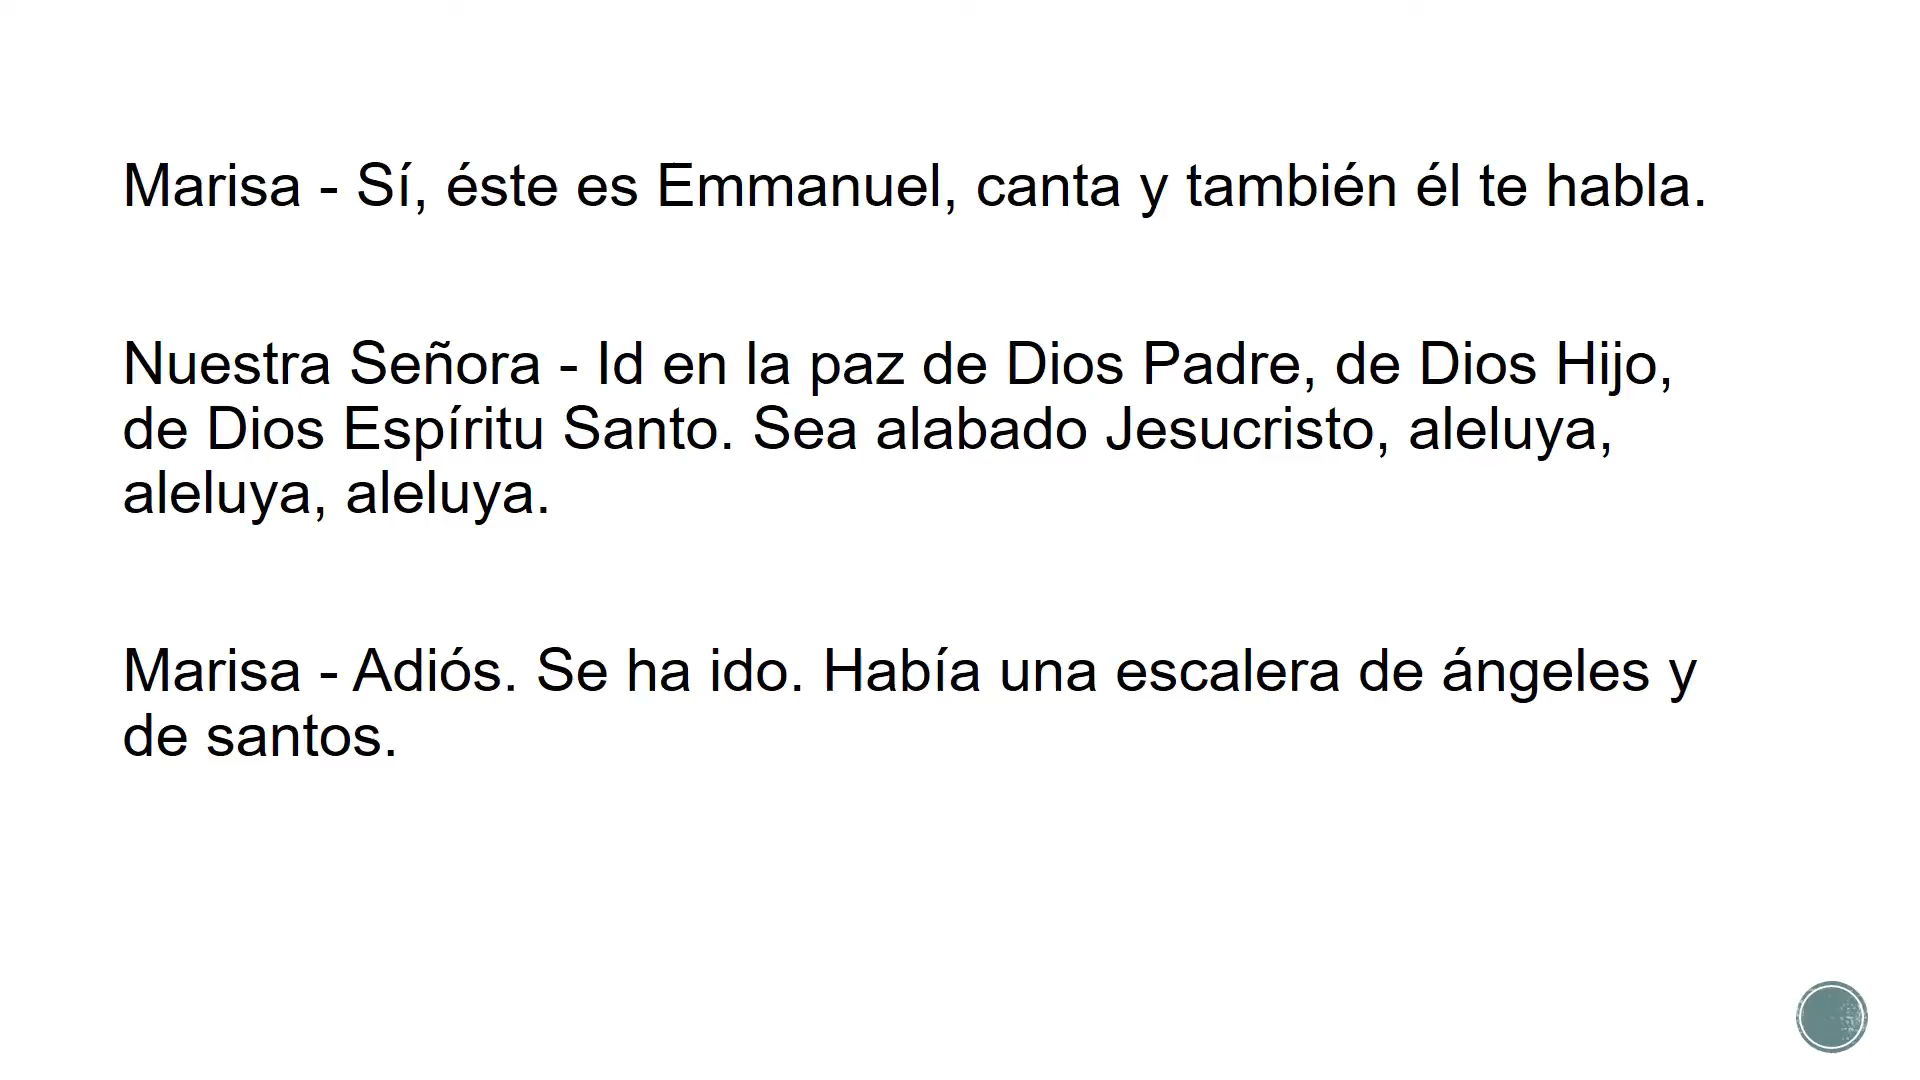 Marisa - Sí, éste es Emmanuel, canta y también él te habla.
Nuestra Señora - Id en la paz de Dios Padre, de Dios Hijo,
de Dios Espíritu Santo. Sea alabado Jesucristo, aleluya,
aleluya, aleluya.
Marisa - Adiós. Se ha ido. Había una escalera de ángeles y
de santos.